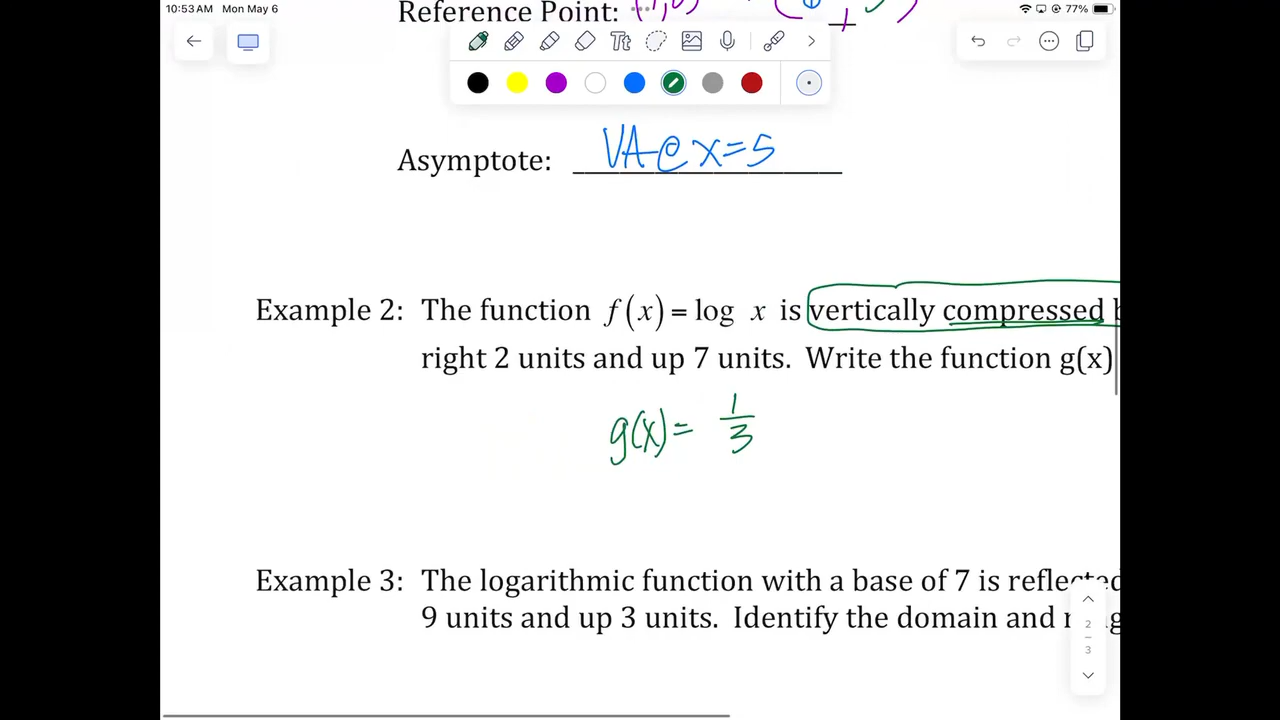 10:53 AM Mon May 6
77%
Reference Point:
Tt
Asymptote: VA@ x=5
Example 2: The function f(x) = log x is vertically compressed
right 2 units and up 7 units. Write the function g(x)
g(x) = 1/3
Example 3: The logarithmic function with a base of 7 is reflected
9 units and up 3 units. Identify the domain and
2
3